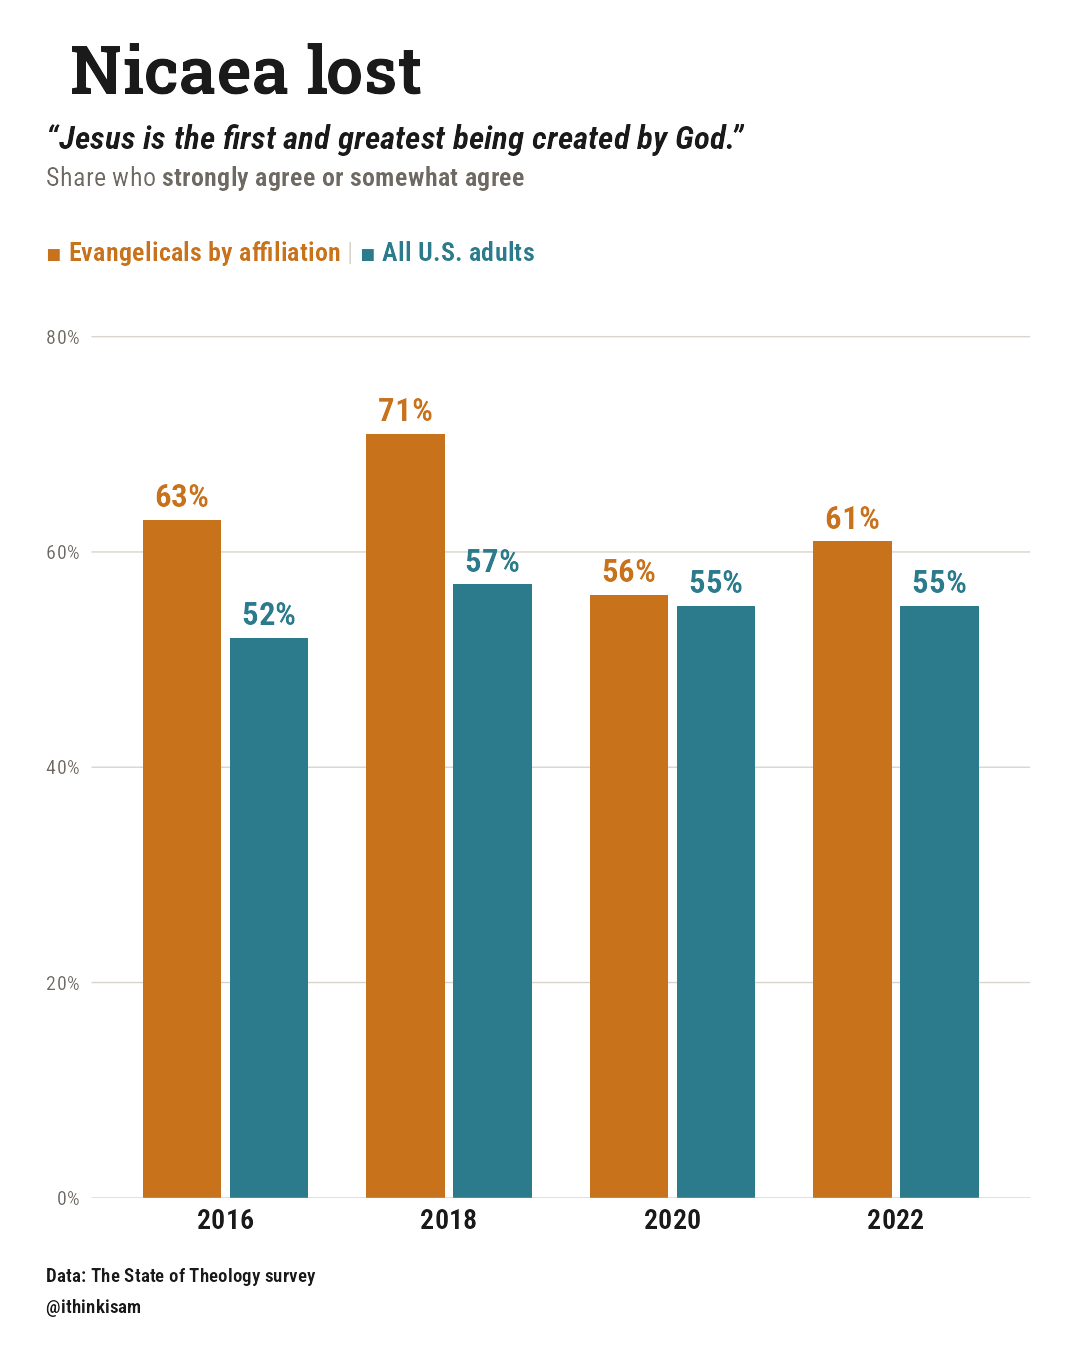 Nicaea lost
“Jesus is the first and greatest being created by God.”
Share who strongly agree or somewhat agree
Evangelicals by affiliation | All U.S. adults
80%
71%
63%
61%
60%
57%
56%
55%
55%
52%
40%
20%
0%
2016 2018 2020 2022
Data: The State of Theology survey
@ithinkisam